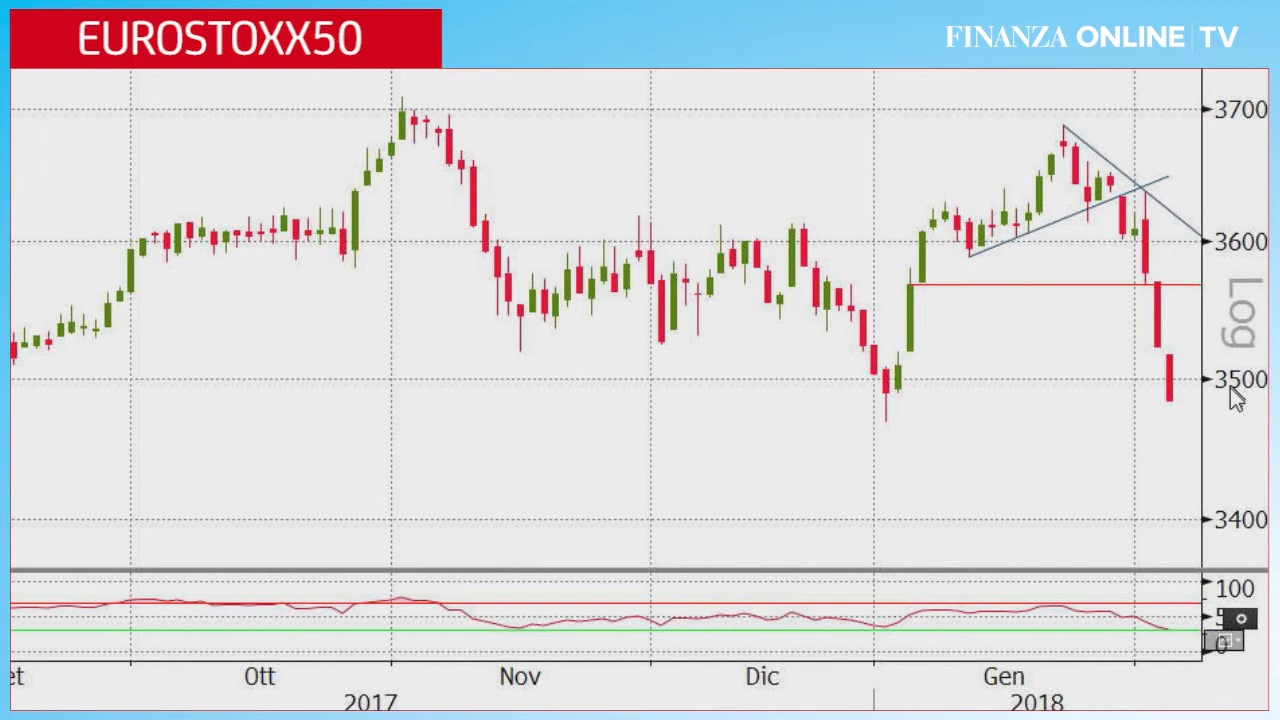 EUROSTOXX50
FINANZA ONLINE TV
3700
3600
Log
3500
3400
100
0
Ott
Nov
Dic
Gen
2017
2018